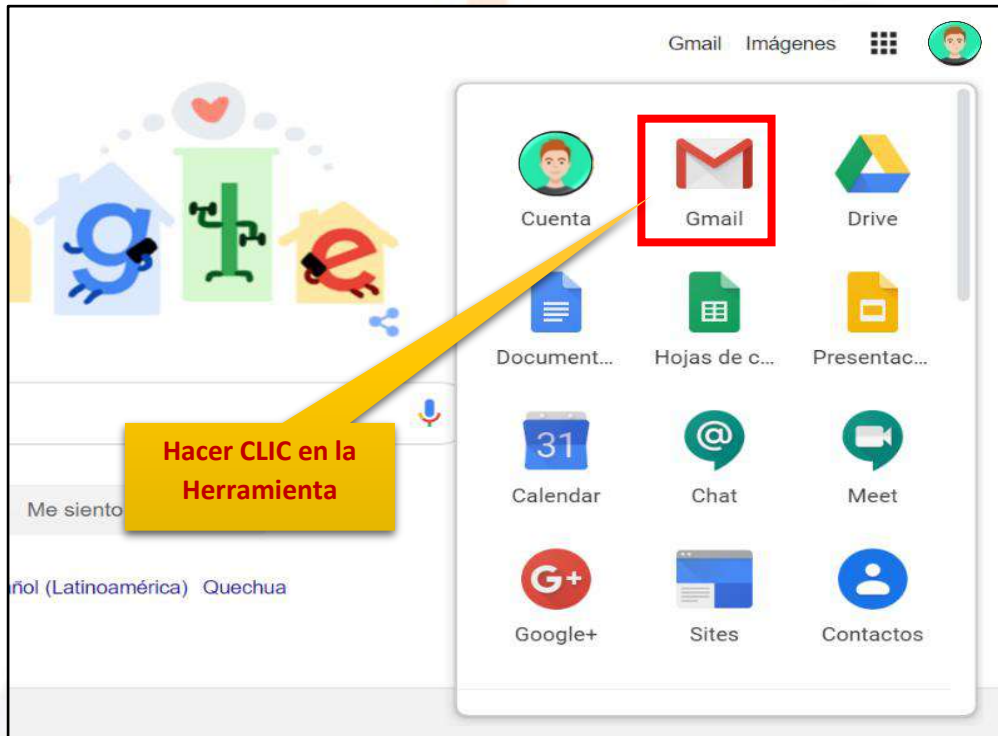 Gmail Imágenes
Cuenta Gmail Drive
Document... Hojas de c... Presentac...
Hacer CLIC en la
Herramienta
31
Calendar Chat Meet
Me siento
ñol (Latinoamérica) Quechua
G+
Google+ Sites Contactos